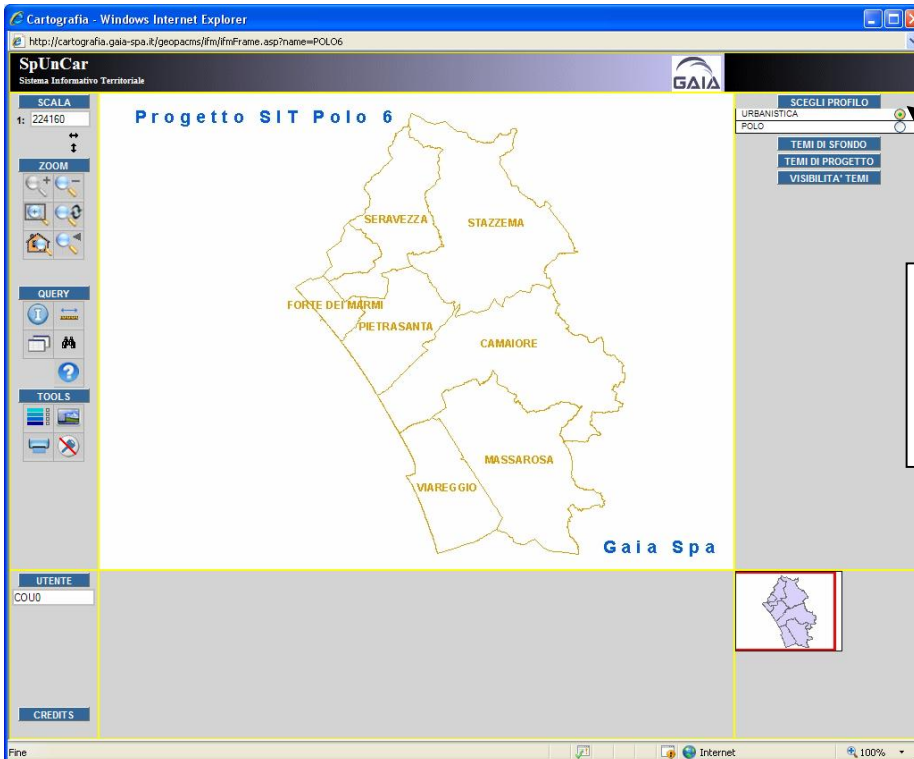 Cartografia - Windows Internet Explorer
http://cartografia.gaia-spa.it/geopacms/ifm/ifmFrame.asp?name=POLO6
SpUnCar
Sistema Informativo Territoriale
GAIA
SCALA
1: 224160
ZOOM
QUERY
TOOLS
Progetto SIT Polo 6
SERAVEZZA
STAZZEMA
FORTE DEI MARMI
PIETRASANTA
CAMAIORE
MASSAROSA
VIAREGGIO
Gaia Spa
SCEGLI PROFILO
URBANISTICA
POLO
TEMI DI SFONDO
TEMI DI PROGETTO
VISIBILITA' TEMI
UTENTE
COU0
CREDITS
Fine
Internet
100%